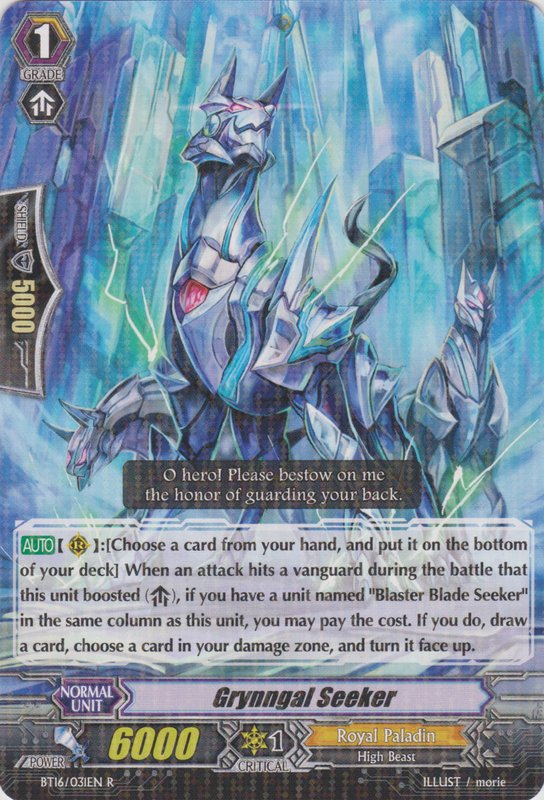 1
GRADE
SHIELD
5000
O hero! Please bestow on me
the honor of guarding your back.
AUTO【 R 】:[Choose a card from your hand, and put it on the bottom
of your deck] When an attack hits a vanguard during the battle that
this unit boosted ( ), if you have a unit named "Blaster Blade Seeker"
in the same column as this unit, you may pay the cost. If you do, draw
a card, choose a card in your damage zone, and turn it face up.
NORMAL
UNIT
Grynngal Seeker
POWER
6000
1
CRITICAL
Royal Paladin
High Beast
BT16/031EN R
ILLUST / morie